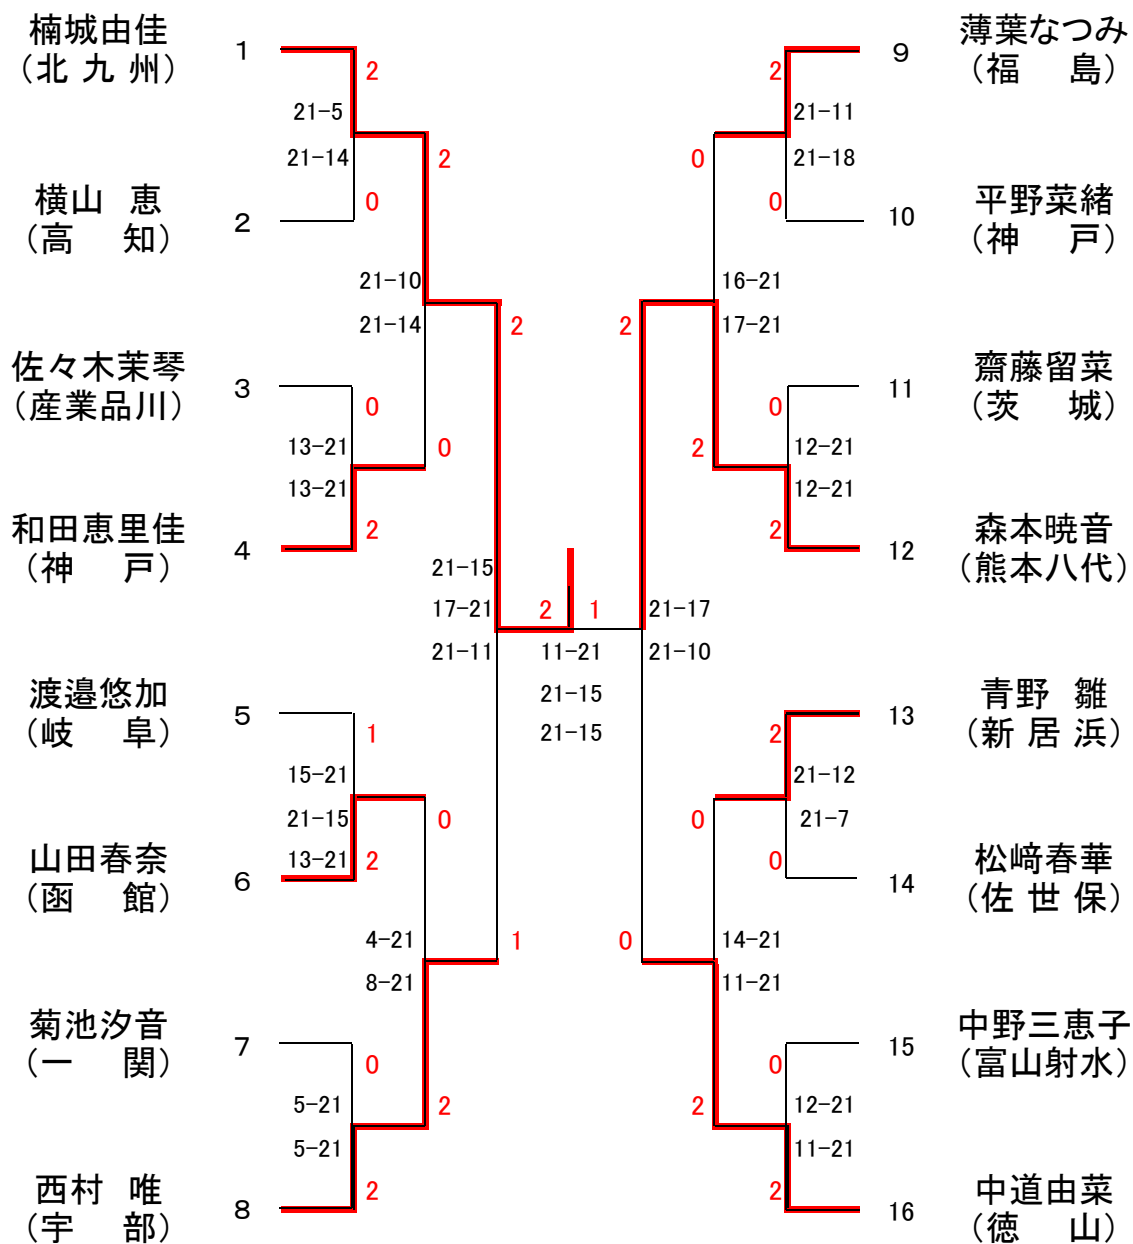 楠城由佳
（北 九 州）
1
2
21-5
21-14
0
横山 恵
（高 知）
2
2
21-10
21-14
佐々木茉琴
（産業品川）
3
0
13-21
13-21
0
和田恵里佳
（神 戸）
4
2
2
21-15
17-21
21-11
渡邉悠加
（岐 阜）
5
1
15-21
21-15
13-21
山田春奈
（函 館）
6
2
0
4-21
8-21
1
菊池汐音
（一 関）
7
0
5-21
5-21
2
西村 唯
（宇 部）
8
2
2 1
11-21
21-15
21-15
薄葉なつみ
（福 島）
9
2
21-11
21-18
0
0
平野菜緒
（神 戸）
10
16-21
17-21
2
齋藤留菜
（茨 城）
11
0
12-21
12-21
2
森本暁音
（熊本八代）
12
2
21-17
21-10
青野 雛
（新 居 浜）
13
2
21-12
21-7
0
0
松﨑春華
（佐 世 保）
14
14-21
11-21
0
中野三恵子
（富山射水）
15
0
12-21
11-21
2
中道由菜
（徳 山）
16
2